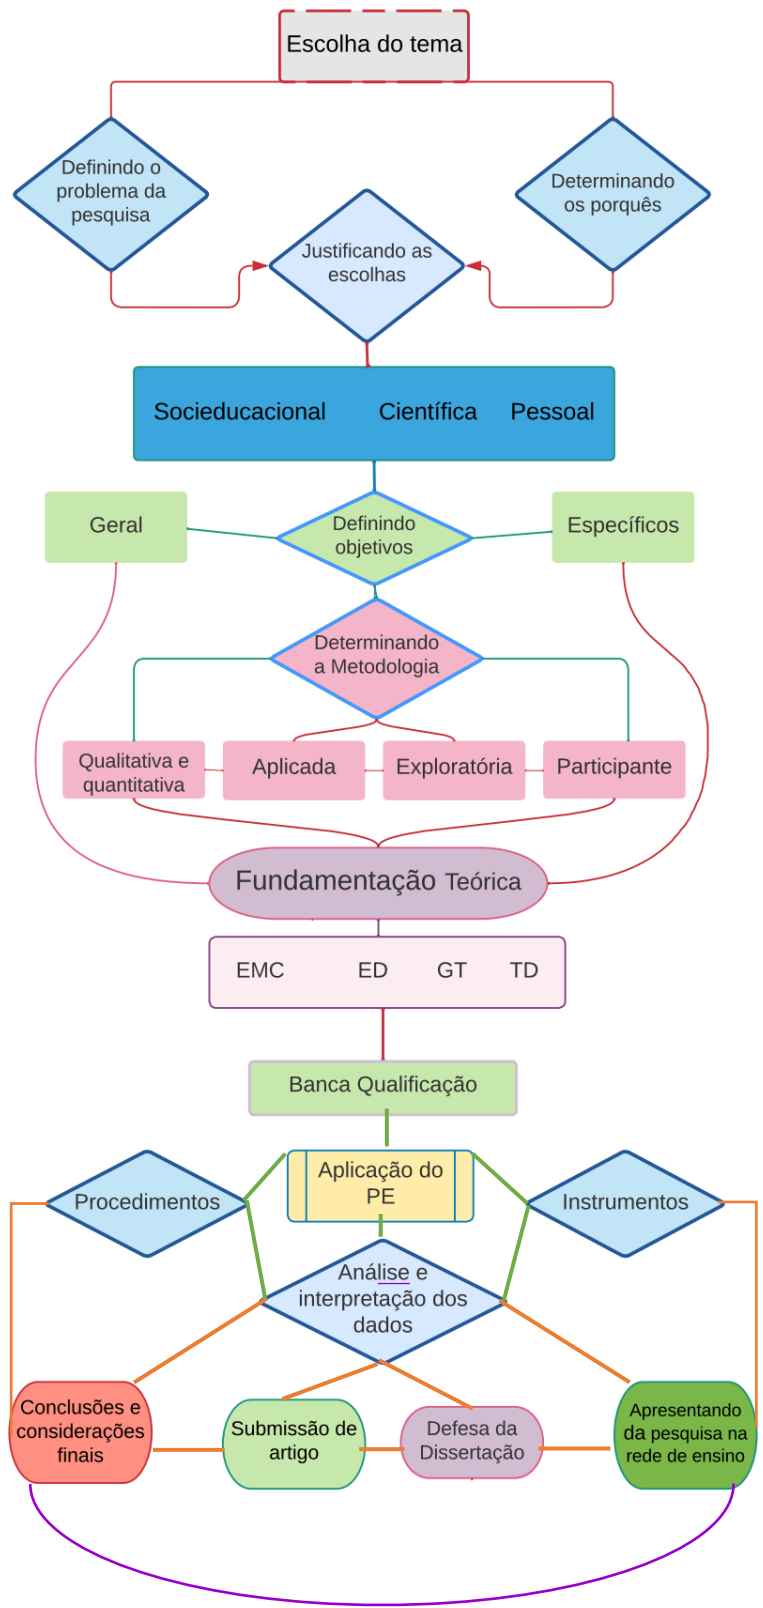 Escolha do tema
Definindo o
problema da
pesquisa
Determinando
os porquês
Justificando as
escolhas
Socieducacional Científica Pessoal
Geral
Definindo
objetivos
Específicos
Determinando
a Metodologia
Qualitativa e
quantitativa
Aplicada
Exploratória
Participante
Fundamentação Teórica
EMC ED GT TD
Banca Qualificação
Procedimentos
Aplicação do
PE
Instrumentos
Análise e
interpretação dos
dados
Conclusões e
considerações
finais
Submissão de
artigo
Defesa da
Dissertação
Apresentando
da pesquisa na
rede de ensino